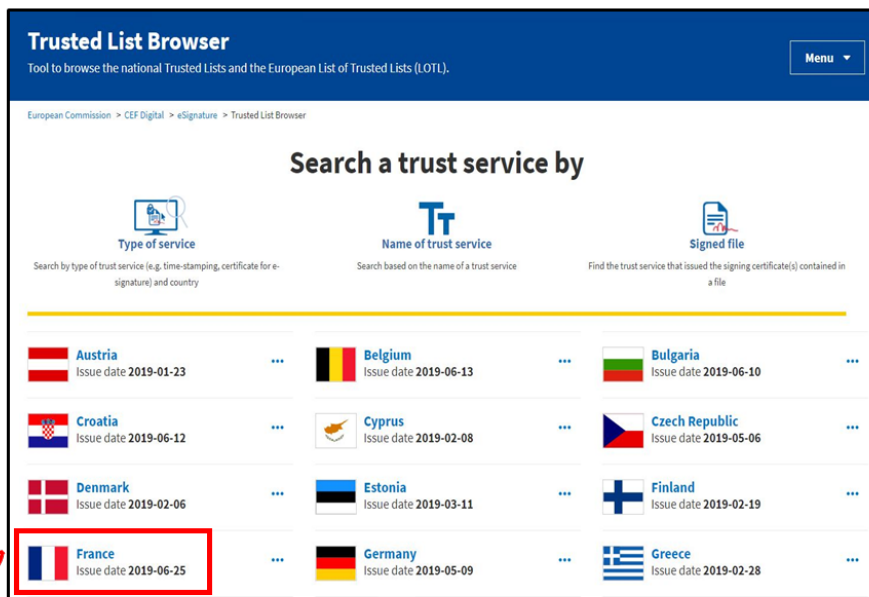 Trusted List Browser
Tool to browse the national Trusted Lists and the European List of Trusted Lists (LOTL).
Menu
European Commission > CEF Digital > eSignature > Trusted List Browser
Search a trust service by
Type of service
Search by type of trust service (e.g. time-stamping, certificate for e-
signature) and country
Name of trust service
Search based on the name of a trust service
Signed file
Find the trust service that issued the signing certificate(s) contained in
a file
Austria
Issue date 2019-01-23
Belgium
Issue date 2019-06-13
Bulgaria
Issue date 2019-06-10
Croatia
Issue date 2019-06-12
Cyprus
Issue date 2019-02-08
Czech Republic
Issue date 2019-05-06
Denmark
Issue date 2019-02-06
Estonia
Issue date 2019-03-11
Finland
Issue date 2019-02-19
France
Issue date 2019-06-25
Germany
Issue date 2019-05-09
Greece
Issue date 2019-02-28